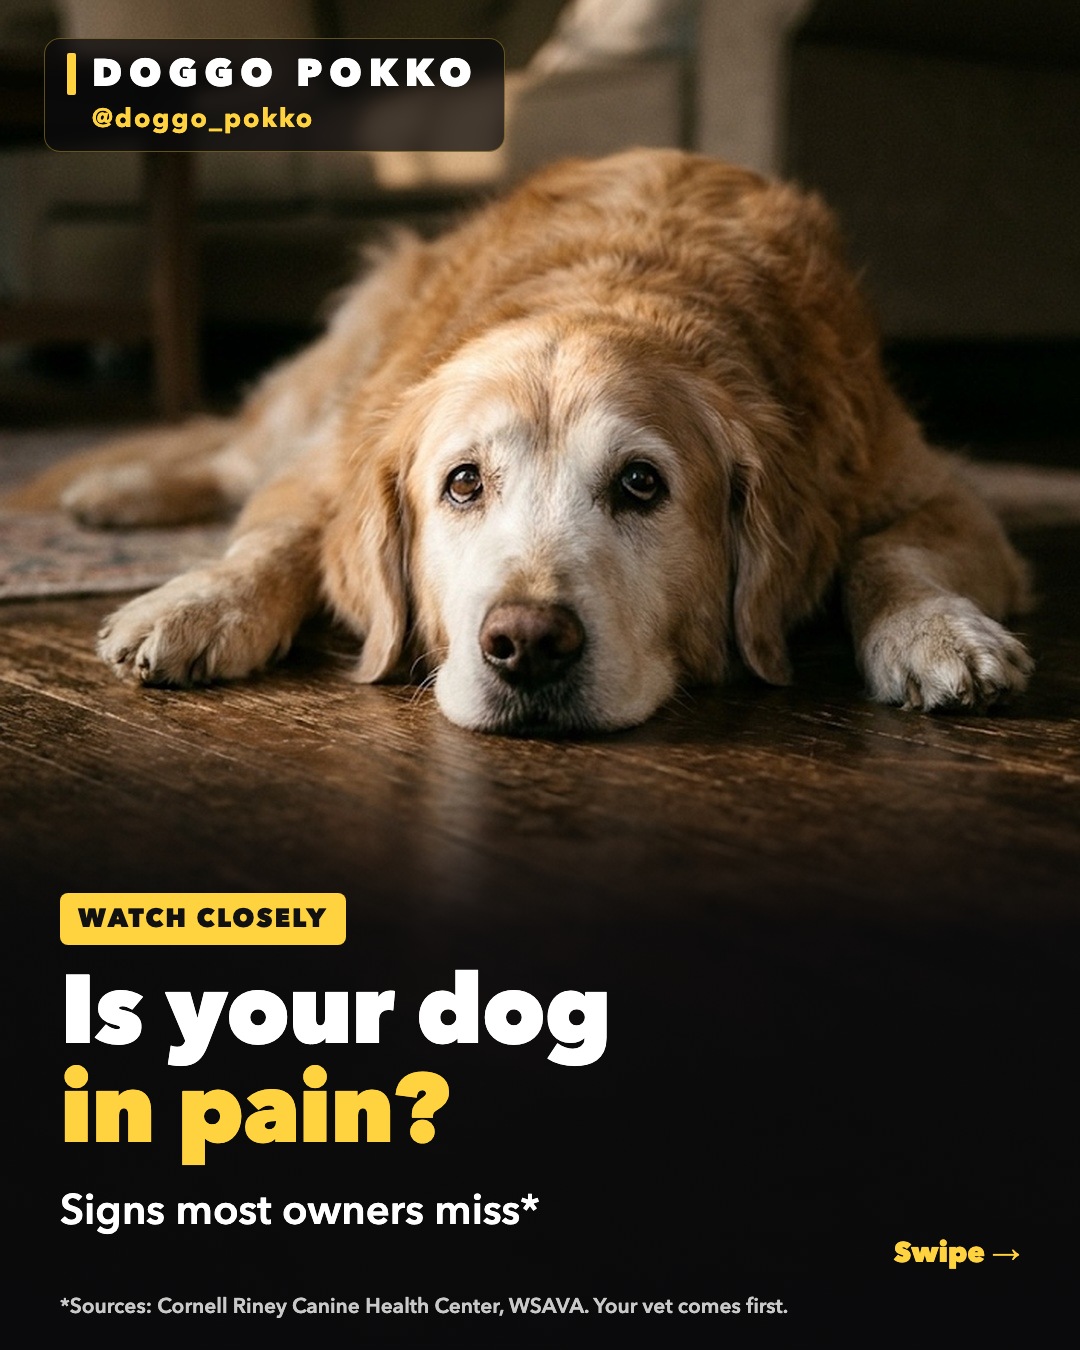 DOGGO POKKO
@doggo_pokko
WATCH CLOSELY
Is your dog
in pain?
Signs most owners miss*
Swipe →
*Sources: Cornell Riney Canine Health Center, WSAVA. Your vet comes first.